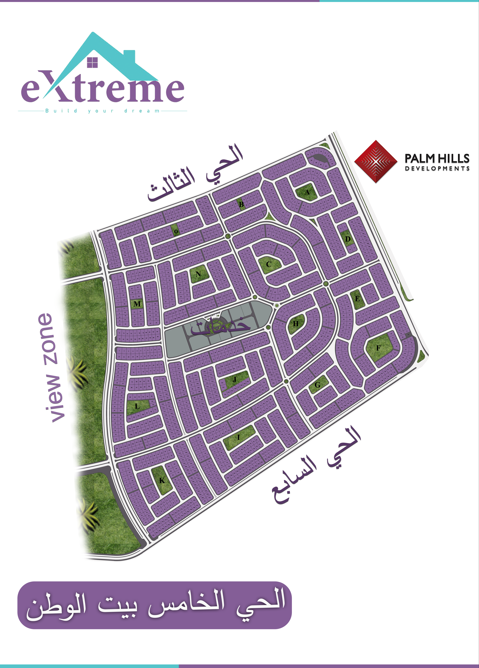 eXtreme
Build your dream
PALM HILLS
DEVELOPMENTS
الحي الثالث
A
B
D
C
N
E
M
خدمات
H
F
J
G
L
I
K
view zone
الحي السابع
الحي الخامس بيت الوطن